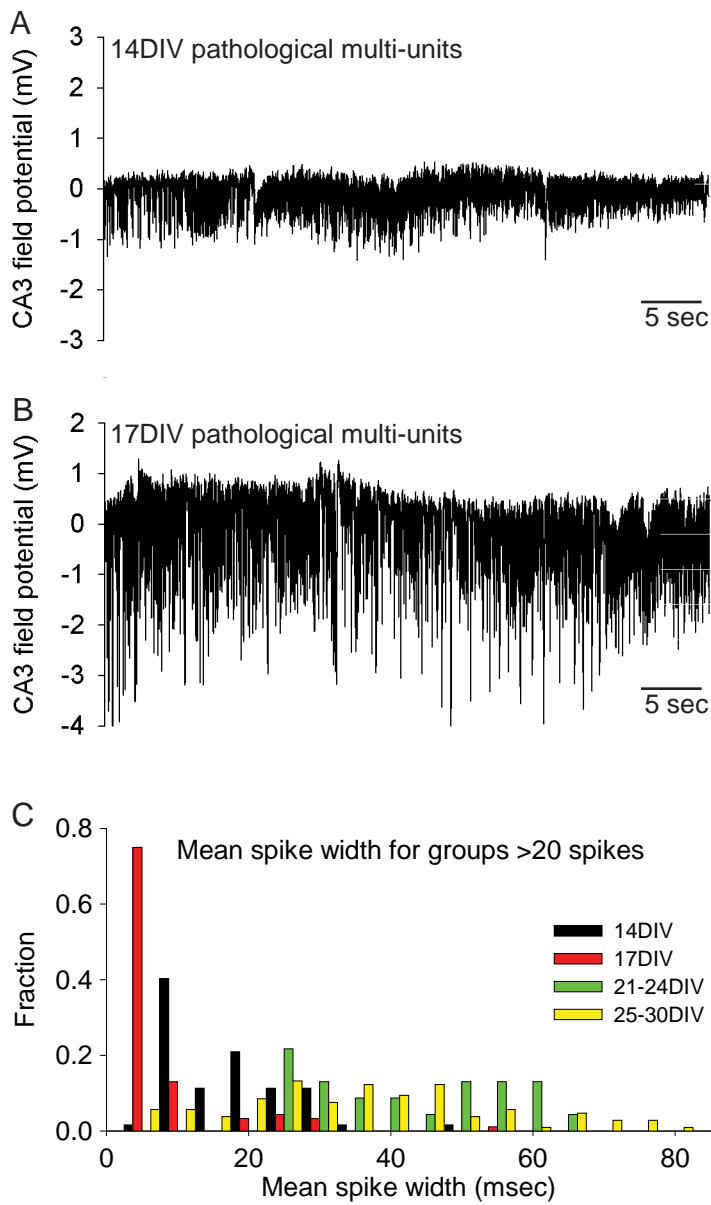 A
14DIV pathological multi-units
CA3 field potential (mV)
3
2
1
0
-1
-2
-3
5 sec
B
17DIV pathological multi-units
CA3 field potential (mV)
2
1
0
-1
-2
-3
-4
5 sec
C
Mean spike width for groups >20 spikes
Fraction
0.8
0.6
0.4
0.2
0.0
14DIV
17DIV
21-24DIV
25-30DIV
0 20 40 60 80
Mean spike width (msec)